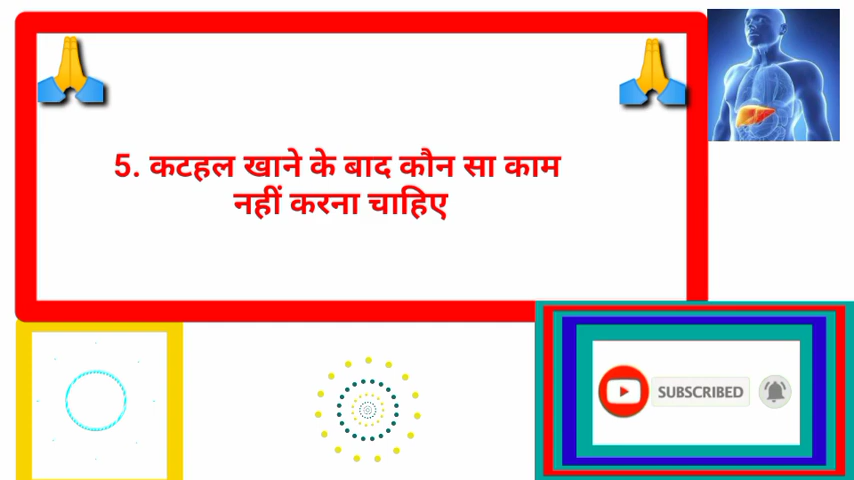 5. कटहल खाने के बाद कौन सा काम
नहीं करना चाहिए
SUBSCRIBED